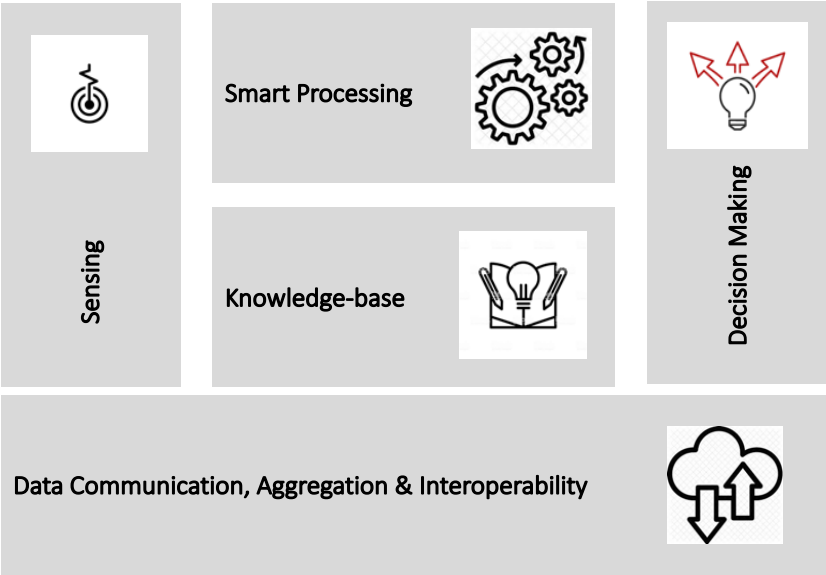 Sensing
Smart Processing
Knowledge-base
Decision Making
Data Communication, Aggregation & Interoperability